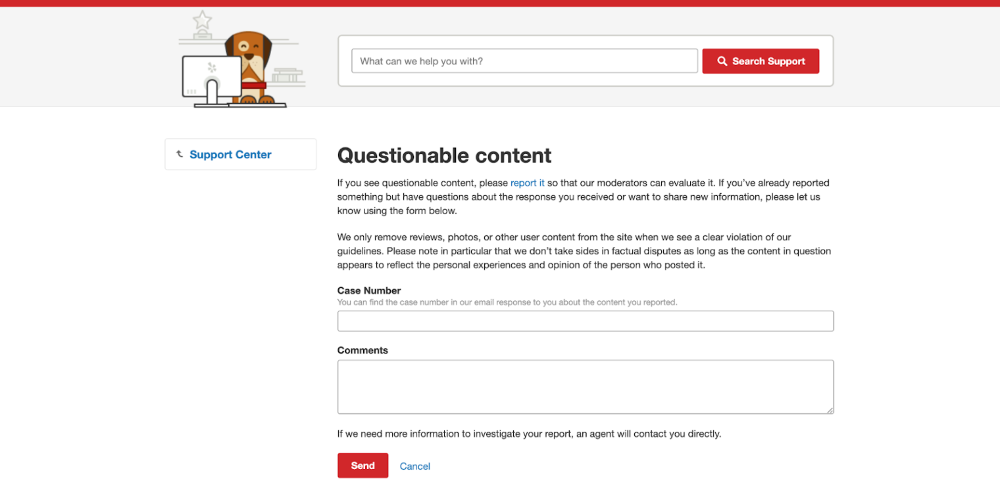 What can we help you with?
Search Support
Support Center
Questionable content
If you see questionable content, please report it so that our moderators can evaluate it. If you’ve already reported
something but have questions about the response you received or want to share new information, please let us
know using the form below.
We only remove reviews, photos, or other user content from the site when we see a clear violation of our
guidelines. Please note in particular that we don’t take sides in factual disputes as long as the content in question
appears to reflect the personal experiences and opinion of the person who posted it.
Case Number
You can find the case number in our email response to you about the content you reported.
Comments
If we need more information to investigate your report, an agent will contact you directly.
Send
Cancel